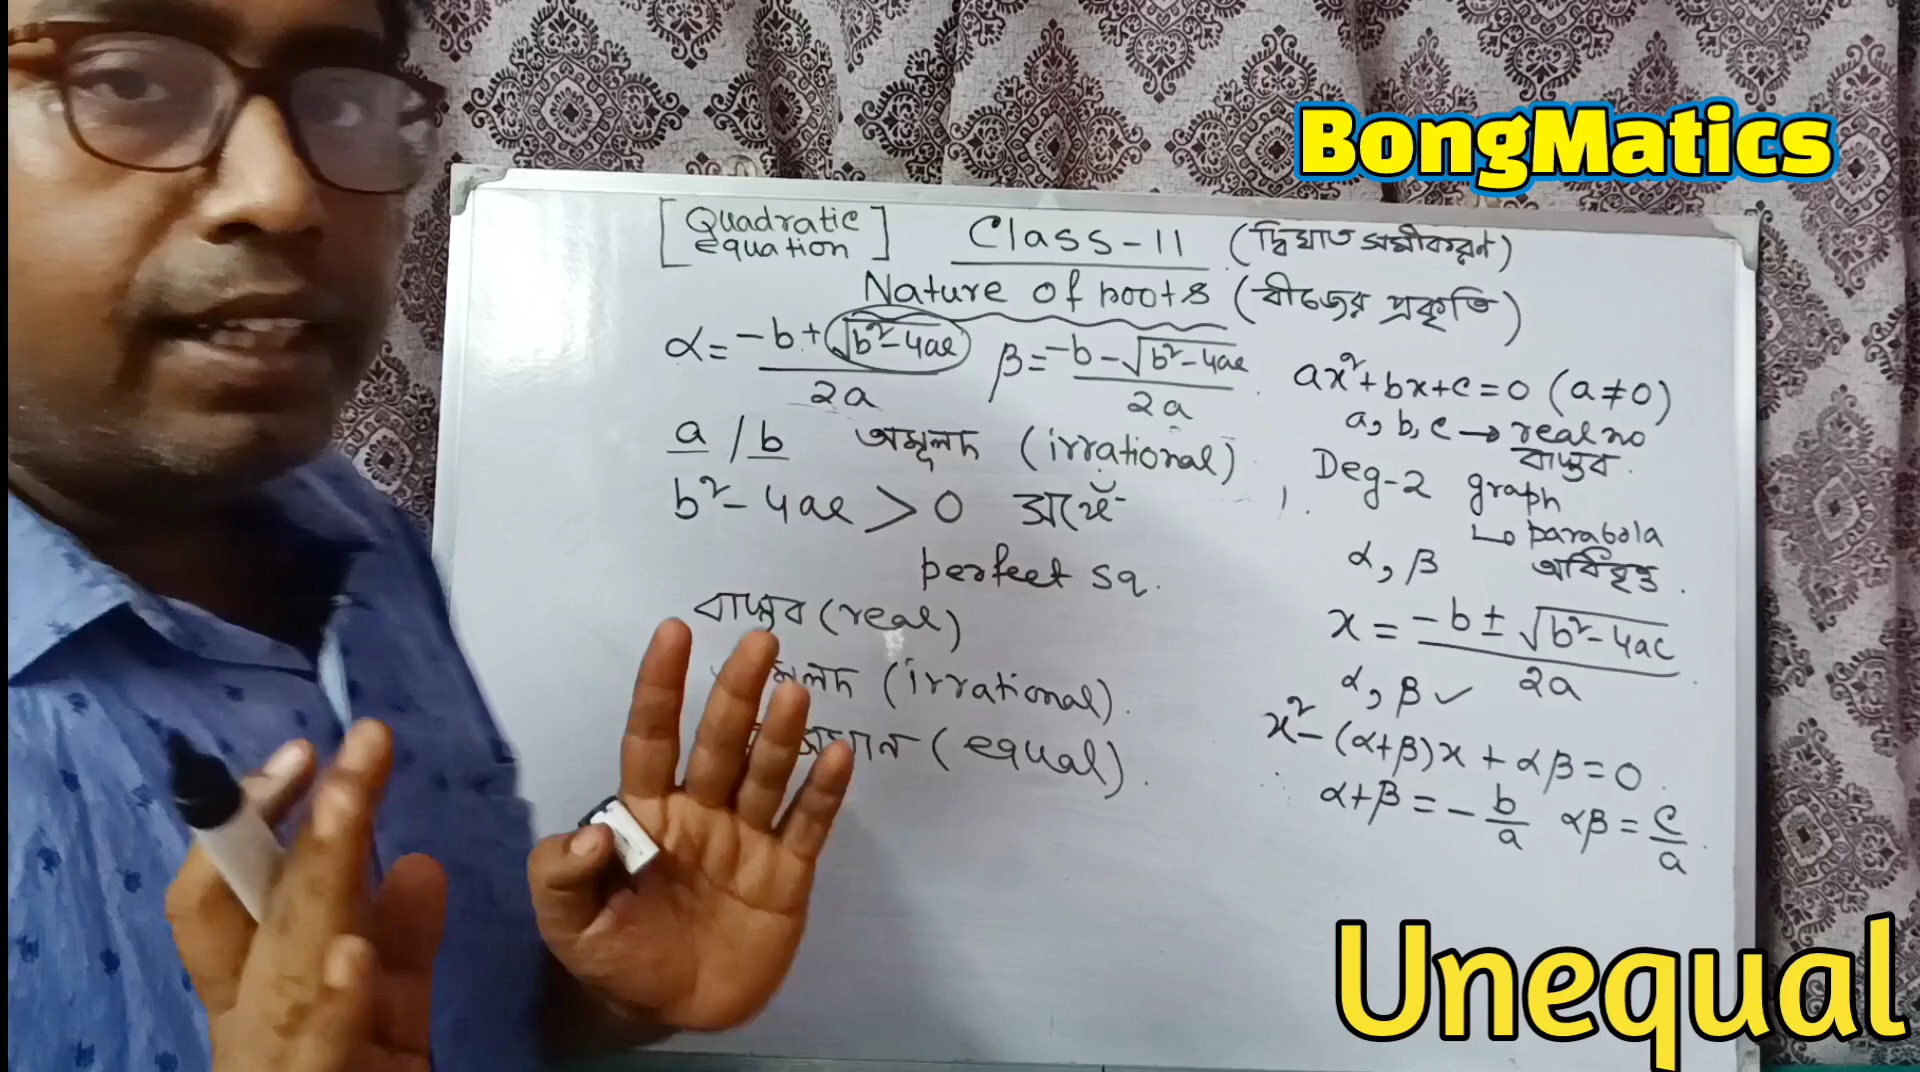 BongMatics
[Quadratic equation] Class-11 (দ্বিঘাত সমীকরণ)
Nature of roots (বীজের প্রকৃতি)
α = -b + √b²-4ac / 2a β = -b - √b²-4ac / 2a
a / b অমূলদ (irrational)
b² - 4ac > 0
perfect sq.
বাস্তব (real)
(irrational).
(equal).
ax² + bx + c = 0 (a ≠ 0)
a, b, c → real no
বাস্তব.
Deg-2 graph
↳ parabola
α, β অধিবৃত্ত.
x = -b ± √b²-4ac / 2a
α, β ✓
x² - (α+β)x + αβ = 0.
α+β = - b/a αβ = c/a.
Unequal